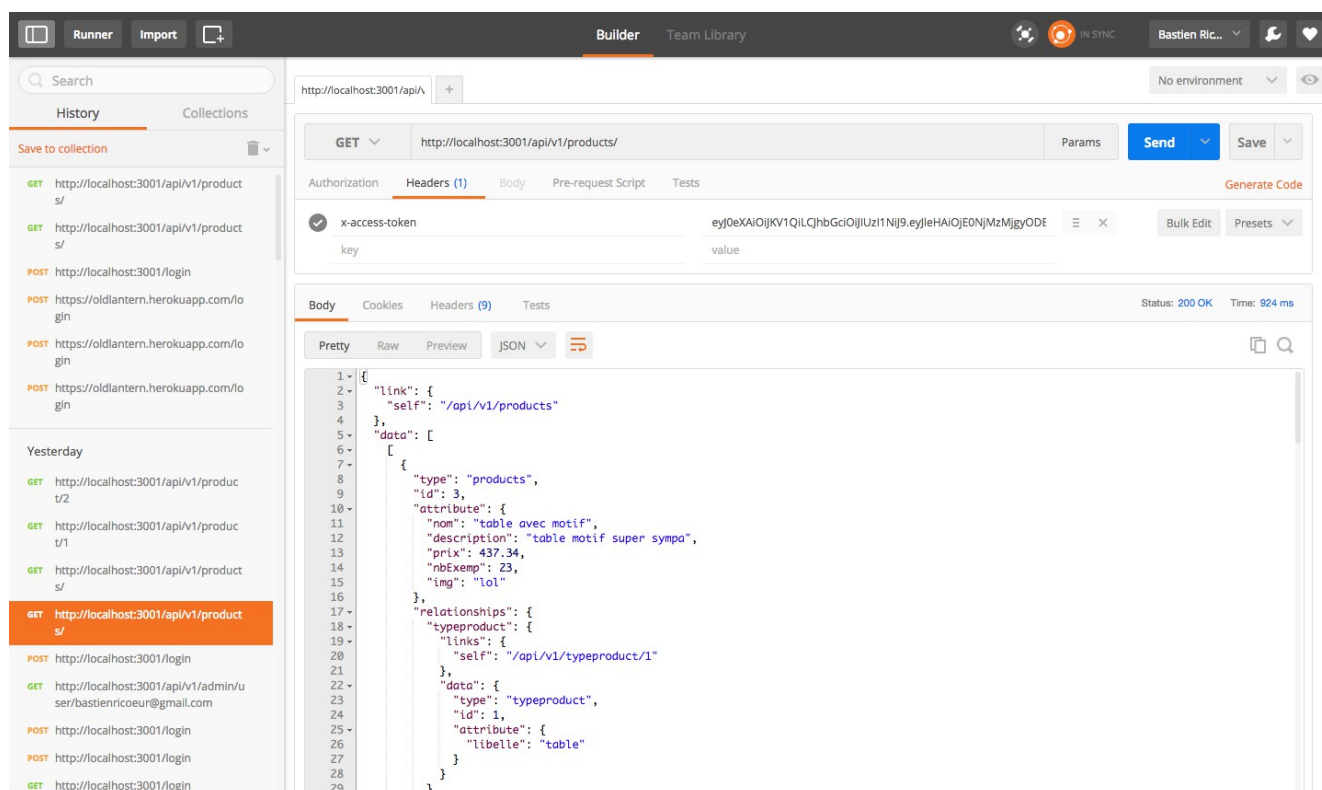 Runner Import Builder Team Library IN SYNC Bastien Ric...
Search
History Collections
Save to collection
GET http://localhost:3001/api/v1/product
s/
GET http://localhost:3001/api/v1/product
s/
POST http://localhost:3001/login
POST https://oldlantern.herokuapp.com/lo
gin
POST https://oldlantern.herokuapp.com/lo
gin
POST https://oldlantern.herokuapp.com/lo
gin
Yesterday
GET http://localhost:3001/api/v1/produc
t/2
GET http://localhost:3001/api/v1/produc
t/1
GET http://localhost:3001/api/v1/product
s/
GET http://localhost:3001/api/v1/product
s/
POST http://localhost:3001/login
GET http://localhost:3001/api/v1/admin/u
ser/bastienricoeur@gmail.com
POST http://localhost:3001/login
POST http://localhost:3001/login
GET http://localhost:3001/login
http://localhost:3001/api/v + No environment
GET http://localhost:3001/api/v1/products/ Params Send Save
Authorization Headers (1) Body Pre-request Script Tests Generate Code
x-access-token Bulk Edit Presets
key value
Body Cookies Headers (9) Tests Status: 200 OK Time: 924 ms
Pretty Raw Preview JSON
1 {
2 "link": {
3 "self": "/api/v1/products"
4 },
5 "data": [
6 [
7 {
8 "type": "products",
9 "id": 3,
10 "attribute": {
11 "nom": "table avec motif",
12 "description": "table motif super sympa",
13 "prix": 437.34,
14 "nbExemp": 23,
15 "img": "lol"
16 },
17 "relationships": {
18 "typeproduct": {
19 "links": {
20 "self": "/api/v1/typeproduct/1"
21 },
22 "data": {
23 "type": "typeproduct",
24 "id": 1,
25 "attribute": {
26 "libelle": "table"
27 }
28 }
29 }